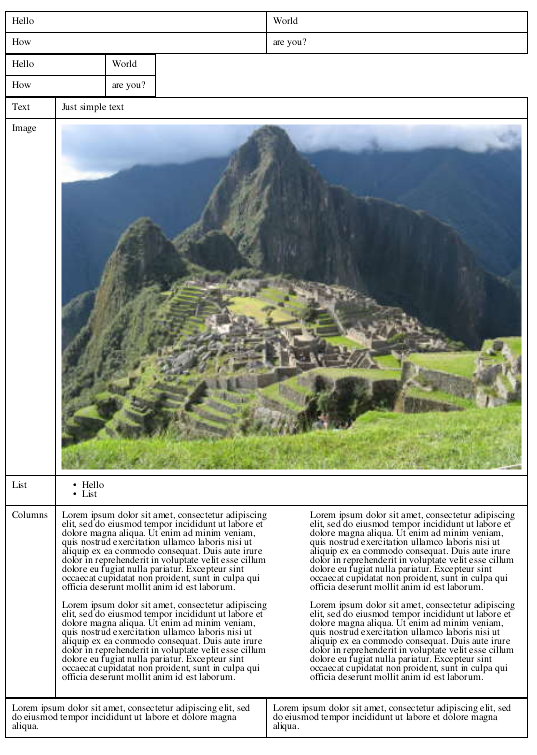 Hello World
How are you?
Hello World
How are you?
Text Just simple text
Image
List • Hello
• List
Columns
Lorem ipsum dolor sit amet, consectetur adipiscing
elit, sed do eiusmod tempor incididunt ut labore et
dolore magna aliqua. Ut enim ad minim veniam,
quis nostrud exercitation ullamco laboris nisi ut
aliquip ex ea commodo consequat. Duis aute irure
dolor in reprehenderit in voluptate velit esse cillum
dolore eu fugiat nulla pariatur. Excepteur sint
occaecat cupidatat non proident, sunt in culpa qui
officia deserunt mollit anim id est laborum.
Lorem ipsum dolor sit amet, consectetur adipiscing
elit, sed do eiusmod tempor incididunt ut labore et
dolore magna aliqua. Ut enim ad minim veniam,
quis nostrud exercitation ullamco laboris nisi ut
aliquip ex ea commodo consequat. Duis aute irure
dolor in reprehenderit in voluptate velit esse cillum
dolore eu fugiat nulla pariatur. Excepteur sint
occaecat cupidatat non proident, sunt in culpa qui
officia deserunt mollit anim id est laborum.
Lorem ipsum dolor sit amet, consectetur adipiscing
elit, sed do eiusmod tempor incididunt ut labore et
dolore magna aliqua. Ut enim ad minim veniam,
quis nostrud exercitation ullamco laboris nisi ut
aliquip ex ea commodo consequat. Duis aute irure
dolor in reprehenderit in voluptate velit esse cillum
dolore eu fugiat nulla pariatur. Excepteur sint
occaecat cupidatat non proident, sunt in culpa qui
officia deserunt mollit anim id est laborum.
Lorem ipsum dolor sit amet, consectetur adipiscing
elit, sed do eiusmod tempor incididunt ut labore et
dolore magna aliqua. Ut enim ad minim veniam,
quis nostrud exercitation ullamco laboris nisi ut
aliquip ex ea commodo consequat. Duis aute irure
dolor in reprehenderit in voluptate velit esse cillum
dolore eu fugiat nulla pariatur. Excepteur sint
occaecat cupidatat non proident, sunt in culpa qui
officia deserunt mollit anim id est laborum.
Lorem ipsum dolor sit amet, consectetur adipiscing elit, sed
do eiusmod tempor incididunt ut labore et dolore magna
aliqua.
Lorem ipsum dolor sit amet, consectetur adipiscing elit, sed
do eiusmod tempor incididunt ut labore et dolore magna
aliqua.